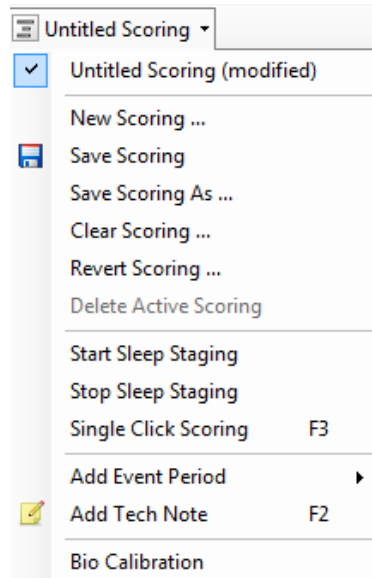 Untitled Scoring
Untitled Scoring (modified)
New Scoring ...
Save Scoring
Save Scoring As ...
Clear Scoring ...
Revert Scoring ...
Delete Active Scoring
Start Sleep Staging
Stop Sleep Staging
Single Click Scoring F3
Add Event Period
Add Tech Note F2
Bio Calibration